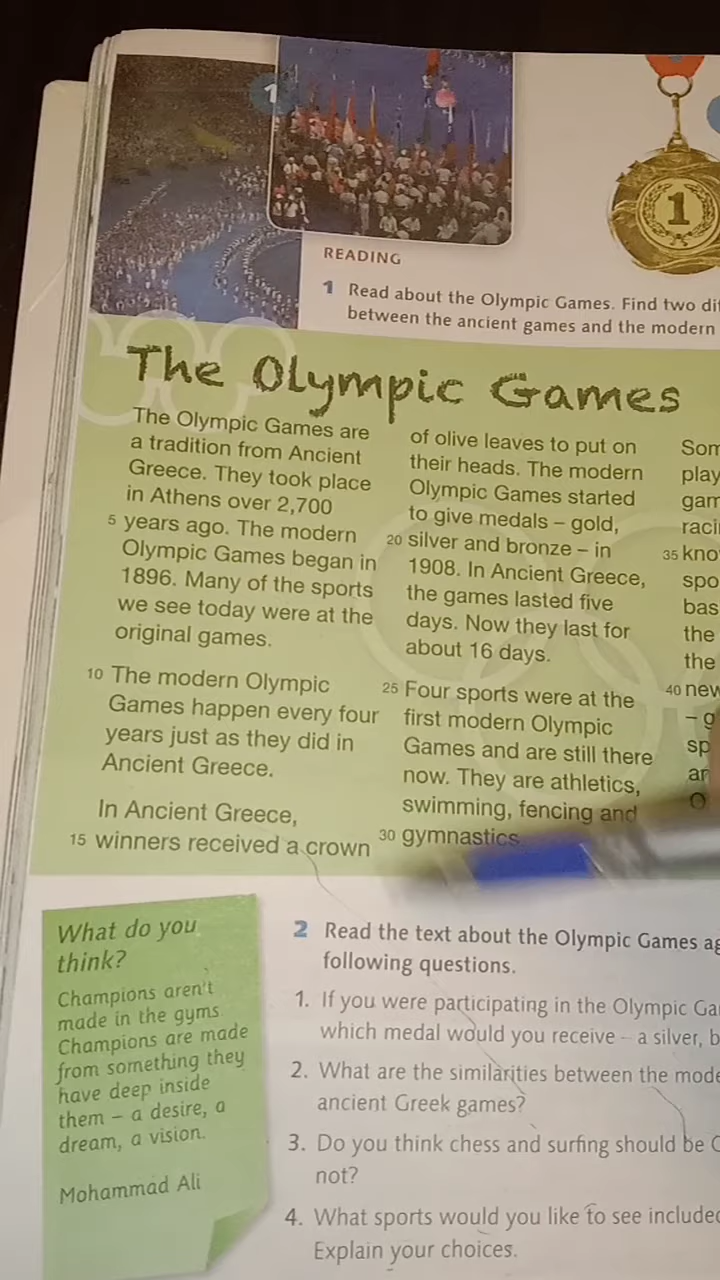 1
1
READING
1 Read about the Olympic Games. Find two
between the ancient games and the modern
The Olympic Games
The Olympic Games are
a tradition from Ancient
Greece. They took place
in Athens over 2,700
5 years ago. The modern
Olympic Games began in
1896. Many of the sports
we see today were at the
original games.
10 The modern Olympic
Games happen every four
years just as they did in
Ancient Greece.
In Ancient Greece,
15 winners received a crown
of olive leaves to put on
their heads. The modern
Olympic Games started
to give medals – gold,
20 silver and bronze – in
1908. In Ancient Greece,
the games lasted five
days. Now they last for
about 16 days.
25 Four sports were at the
first modern Olympic
Games and are still there
now. They are athletics,
swimming, fencing and
30 gymnastics
35
the
the
40 new
What do you
think?
Champions aren't
made in the gyms
Champions are made
from something they
have deep inside
them – a desire, a
dream, a vision.
Mohammad Ali
2 Read the text about the Olympic Games
following questions.
1. If you were participating in the Olympic
which medal would you receive – a silver,
2. What are the similarities between the
ancient Greek games?
3. Do you think chess and surfing should be
not?
4. What sports would you like to see
Explain your choices.